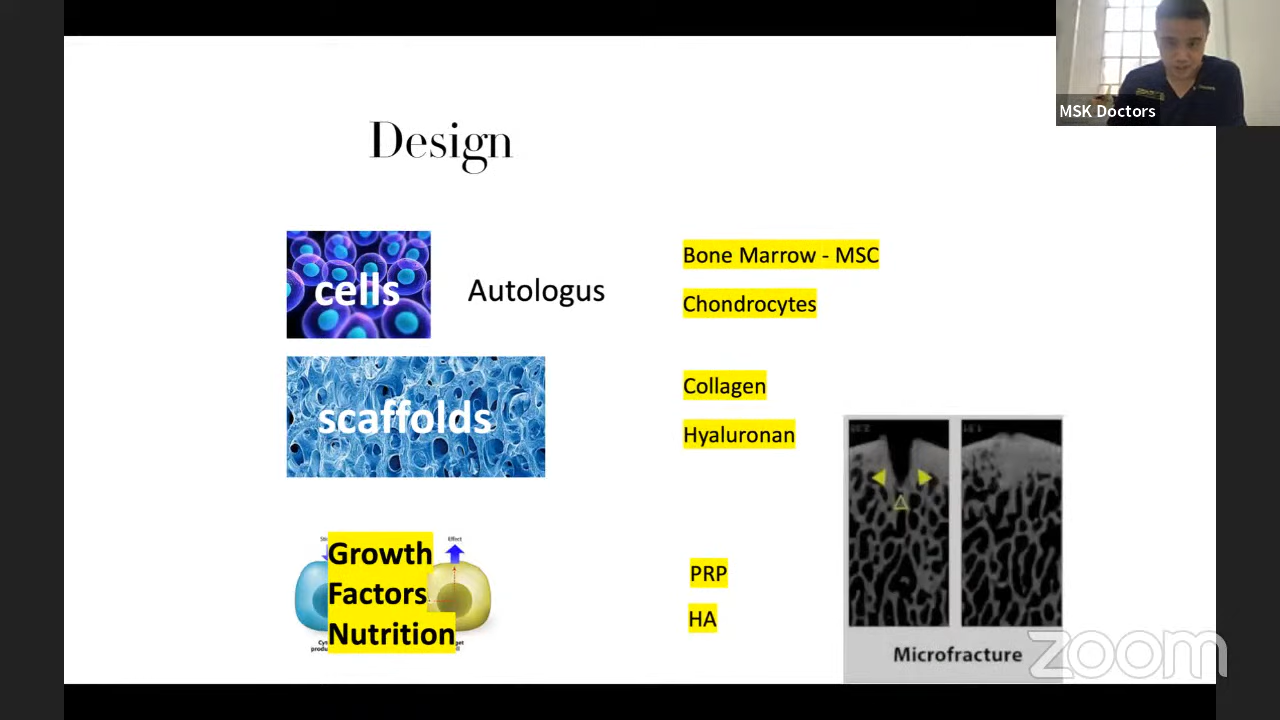 MSK Doctors
Design
cells
Autologus
Bone Marrow - MSC
Chondrocytes
scaffolds
Collagen
Hyaluronan
Effect
Growth
Factors
Nutrition
PRP
HA
Microfracture
zoom